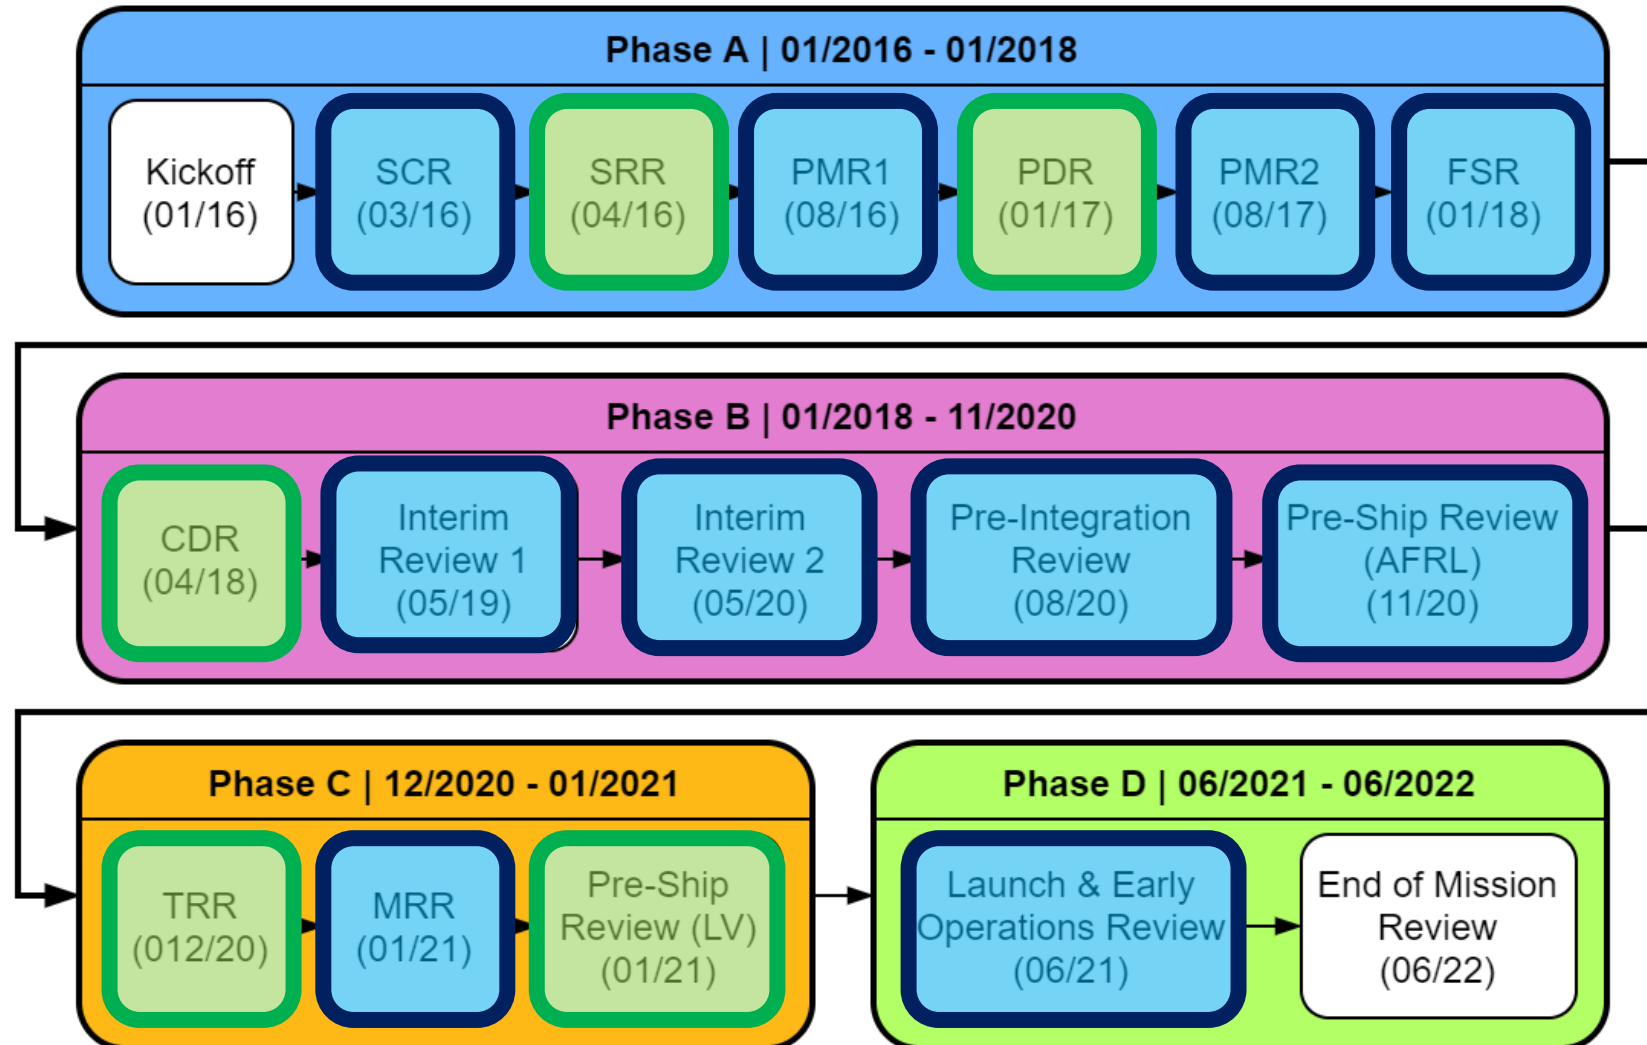 Phase A | 01/2016 - 01/2018
Kickoff
(01/16)
SCR
(03/16)
SRR
(04/16)
PMR1
(08/16)
PDR
(01/17)
PMR2
(08/17)
FSR
(01/18)
Phase B | 01/2018 - 11/2020
CDR
(04/18)
Interim
Review 1
(05/19)
Interim
Review 2
(05/20)
Pre-Integration
Review
(08/20)
Pre-Ship Review
(AFRL)
(11/20)
Phase C | 12/2020 - 01/2021
TRR
(012/20)
MRR
(01/21)
Pre-Ship
Review (LV)
(01/21)
Phase D | 06/2021 - 06/2022
Launch & Early
Operations Review
(06/21)
End of Mission
Review
(06/22)